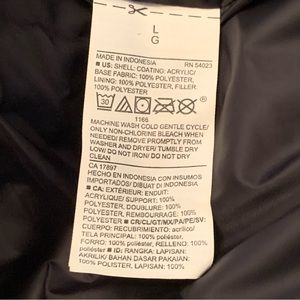 L
G
MADE IN INDONESIA RN 54023
■ US: SHELL: COATING: ACRYLIC/
BASE FABRIC: 100% POLYESTER,
LINING: 100% POLYESTER, FILLER:
100% POLYESTER
30
1166
MACHINE WASH COLD GENTLE CYCLE/
ONLY NON-CHLORINE BLEACH WHEN
NEEDED/ REMOVE PROMPTLY FROM
WASHER AND DRYER/ TUMBLE DRY
LOW/ DO NOT IRON/ DO NOT DRY
CLEAN
CA 17897
HECHO EN INDONESIA CON INSUMOS
IMPORTADOS/ DIBUAT DI INDONESIA
■ CA: EXTÉRIEUR: ENDUIT:
ACRYLIQUE/ SUPPORT: 100%
POLYESTER, DOUBLURE: 100%
POLYESTER, REMBOURRAGE: 100%
POLYESTER ■ CR/CL/GT/MX/PA/PE/SV:
CUERPO: RECUBRIMIENTO: acrílico/
tela PRINCIPAL: 100% poliéster,
FORRO: 100% poliéster, RELLENO: 100%
poliéster ■ ID: RANGKA: LAPISAN:
AKRILIK/ BAHAN DASAR PAKAIAN:
100% poliester, LAPISAN: 100%